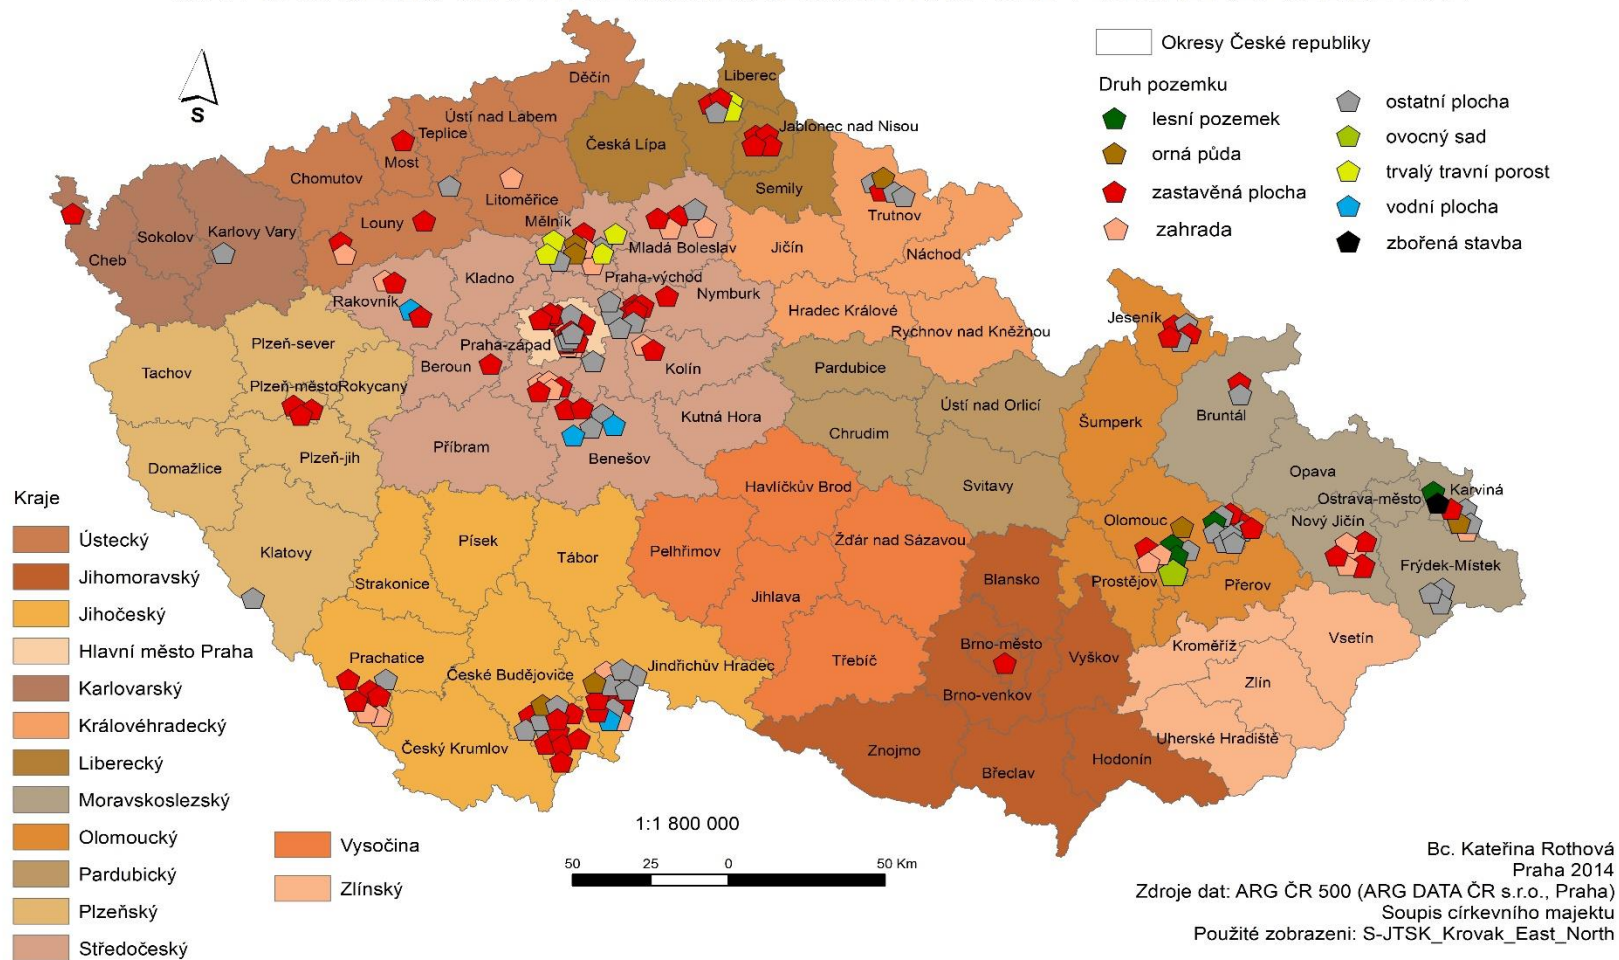 Okresy České republiky
Druh pozemku
lesní pozemek
orná půda
zastavěná plocha
zahrada
ostatní plocha
ovocný sad
trvalý travní porost
vodní plocha
zbořená stavba
S
Děčín
Liberec
Ústí nad Labem
Teplice
Jablonec nad Nisou
Česká Lípa
Most
Chomutov
Litoměřice
Semily
Trutnov
Louny
Mělník
Karlovy Vary
Sokolov
Mladá Boleslav
Jičín
Náchod
Cheb
Kladno
Praha-východ
Nymburk
Rakovník
Hradec Králové
Rychnov nad Kněžnou
Jeseník
Plzeň-sever
Praha-západ
Beroun
Kolín
Pardubice
Tachov
Plzeň-město
Rokycany
Ústí nad Orlicí
Bruntál
Kutná Hora
Šumperk
Chrudim
Příbram
Plzeň-jih
Benešov
Domažlice
Opava
Svitavy
Havlíčkův Brod
Karviná
Ostrava-město
Olomouc
Nový Jičín
Žďár nad Sázavou
Písek
Pelhřimov
Klatovy
Tábor
Frýdek-Místek
Blansko
Prostějov
Přerov
Strakonice
Jihlava
Vsetín
Kroměříž
Brno-město
Vyškov
Prachatice
Třebíč
Jindřichův Hradec
České Budějovice
Zlín
Brno-venkov
Uherské Hradiště
Český Krumlov
Znojmo
Hodonín
Břeclav
Kraje
Ústecký
Jihomoravský
Jihočeský
Hlavní město Praha
Karlovarský
Královéhradecký
Liberecký
Moravskoslezský
Olomoucký
Pardubický
Plzeňský
Středočeský
Vysočina
Zlínský
1:1 800 000
50 25 0 50 Km
Bc. Kateřina Rothová
Praha 2014
Zdroje dat: ARG ČR 500 (ARG DATA ČR s.r.o., Praha)
Soupis církevního majektu
Použité zobrazeni: S-JTSK_Krovak_East_North